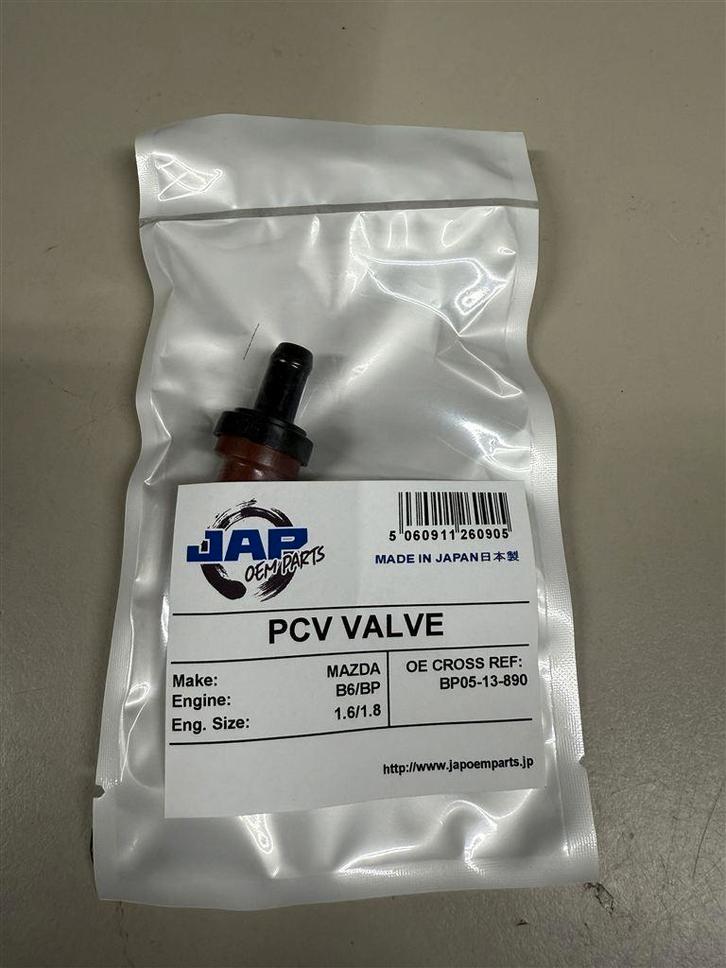 JAP
OEM PARTS
5 060911 260905
MADE IN JAPAN日本製
PCV VALVE
Make: MAZDA
Engine: B6/BP
Eng. Size: 1.6/1.8
OE CROSS REF:
BP05-13-890
http://www.japoemparts.jp